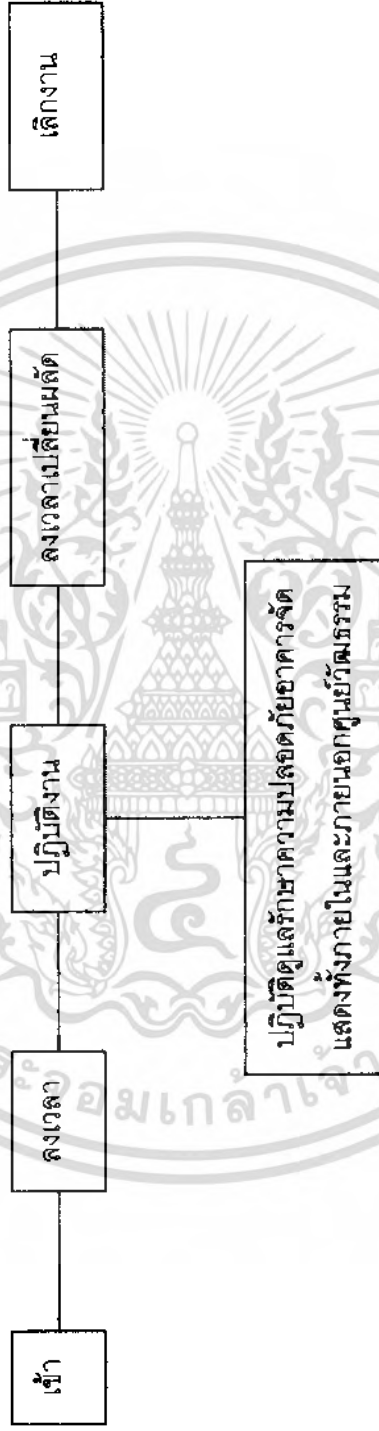 เข้า
ลงเวลา
ปฏิบัติงาน
ลงเวลาเปลี่ยนผลัด
เลิกงาน
ปฏิบัติดูแลรักษาความปลอดภัยอาคารจัด
แสดงทั้งภายในและภายนอกศูนย์วัฒธรรม